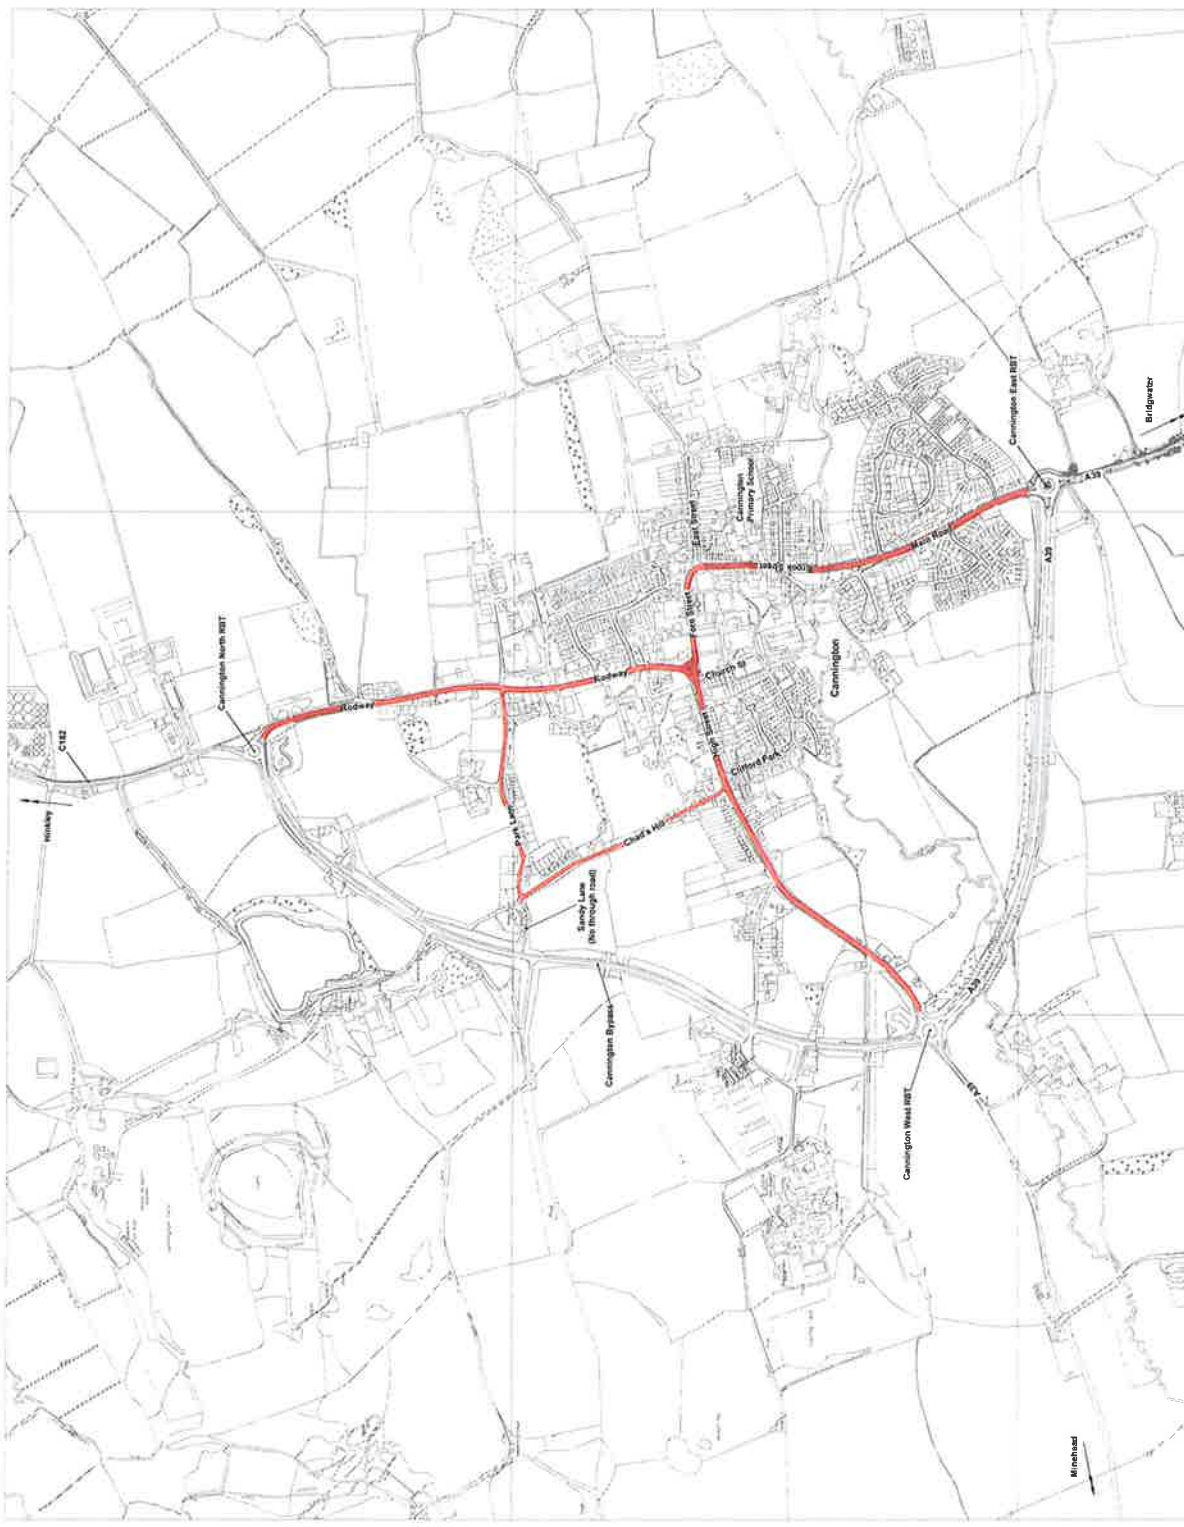 Hinkley
C182
Cannington North RBT
Rodway
Park Lane
Sandy Lane
(No through road)
Chad's Hill
Cannington Bypass
Rodway
Church St
High Street
Clifford Park
Fore Street
East Street
Cannington
Primary School
Brook Street
Main Road
Cannington
Cannington East RBT
A39
Bridgwater
A39
A39
Cannington West RBT
A39
Minehead